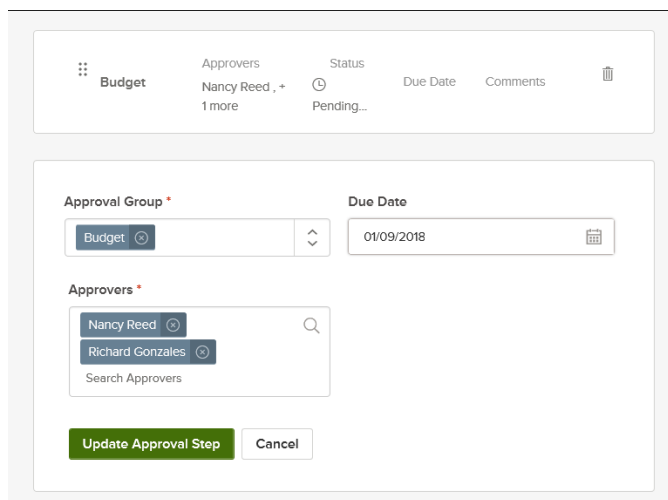 Budget
Approvers
Nancy Reed , +
1 more
Status
Pending...
Due Date
Comments
Approval Group *
Budget
Due Date
01/09/2018
Approvers *
Nancy Reed
Richard Gonzales
Search Approvers
Update Approval Step
Cancel